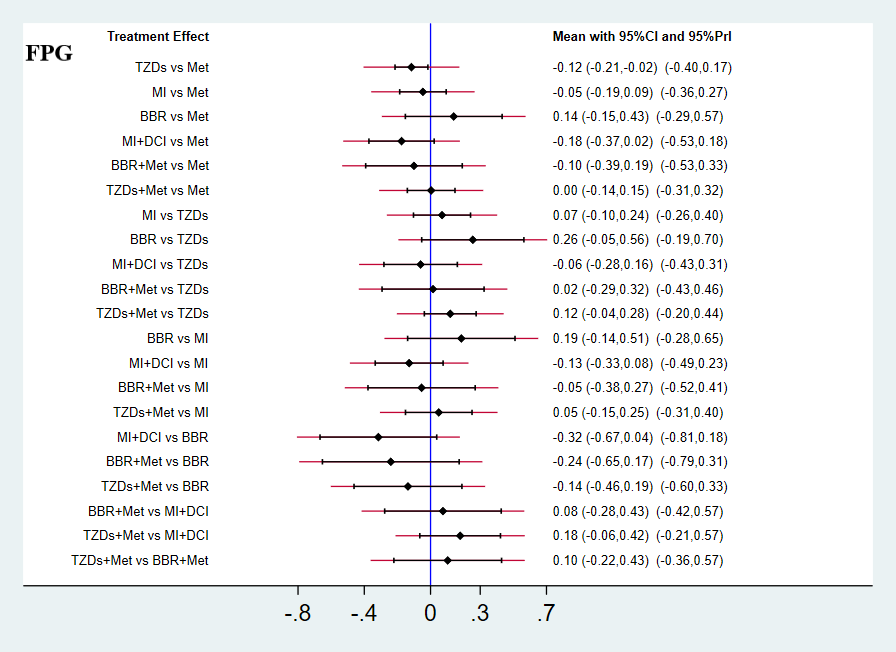 Treatment Effect Mean with 95%CI and 95%PrI
FPG
TZDs vs Met -0.12 (-0.21,-0.02) (-0.40,0.17)
MI vs Met -0.05 (-0.19,0.09) (-0.36,0.27)
BBR vs Met 0.14 (-0.15,0.43) (-0.29,0.57)
MI+DCI vs Met -0.18 (-0.37,0.02) (-0.53,0.18)
BBR+Met vs Met -0.10 (-0.39,0.19) (-0.53,0.33)
TZDs+Met vs Met 0.00 (-0.14,0.15) (-0.31,0.32)
MI vs TZDs 0.07 (-0.10,0.24) (-0.26,0.40)
BBR vs TZDs 0.26 (-0.05,0.56) (-0.19,0.70)
MI+DCI vs TZDs -0.06 (-0.28,0.16) (-0.43,0.31)
BBR+Met vs TZDs 0.02 (-0.29,0.32) (-0.43,0.46)
TZDs+Met vs TZDs 0.12 (-0.04,0.28) (-0.20,0.44)
BBR vs MI 0.19 (-0.14,0.51) (-0.28,0.65)
MI+DCI vs MI -0.13 (-0.33,0.08) (-0.49,0.23)
BBR+Met vs MI -0.05 (-0.38,0.27) (-0.52,0.41)
TZDs+Met vs MI 0.05 (-0.15,0.25) (-0.31,0.40)
MI+DCI vs BBR -0.32 (-0.67,0.04) (-0.81,0.18)
BBR+Met vs BBR -0.24 (-0.65,0.17) (-0.79,0.31)
TZDs+Met vs BBR -0.14 (-0.46,0.19) (-0.60,0.33)
BBR+Met vs MI+DCI 0.08 (-0.28,0.43) (-0.42,0.57)
TZDs+Met vs MI+DCI 0.18 (-0.06,0.42) (-0.21,0.57)
TZDs+Met vs BBR+Met 0.10 (-0.22,0.43) (-0.36,0.57)
-.8 -.4 0 .3 .7